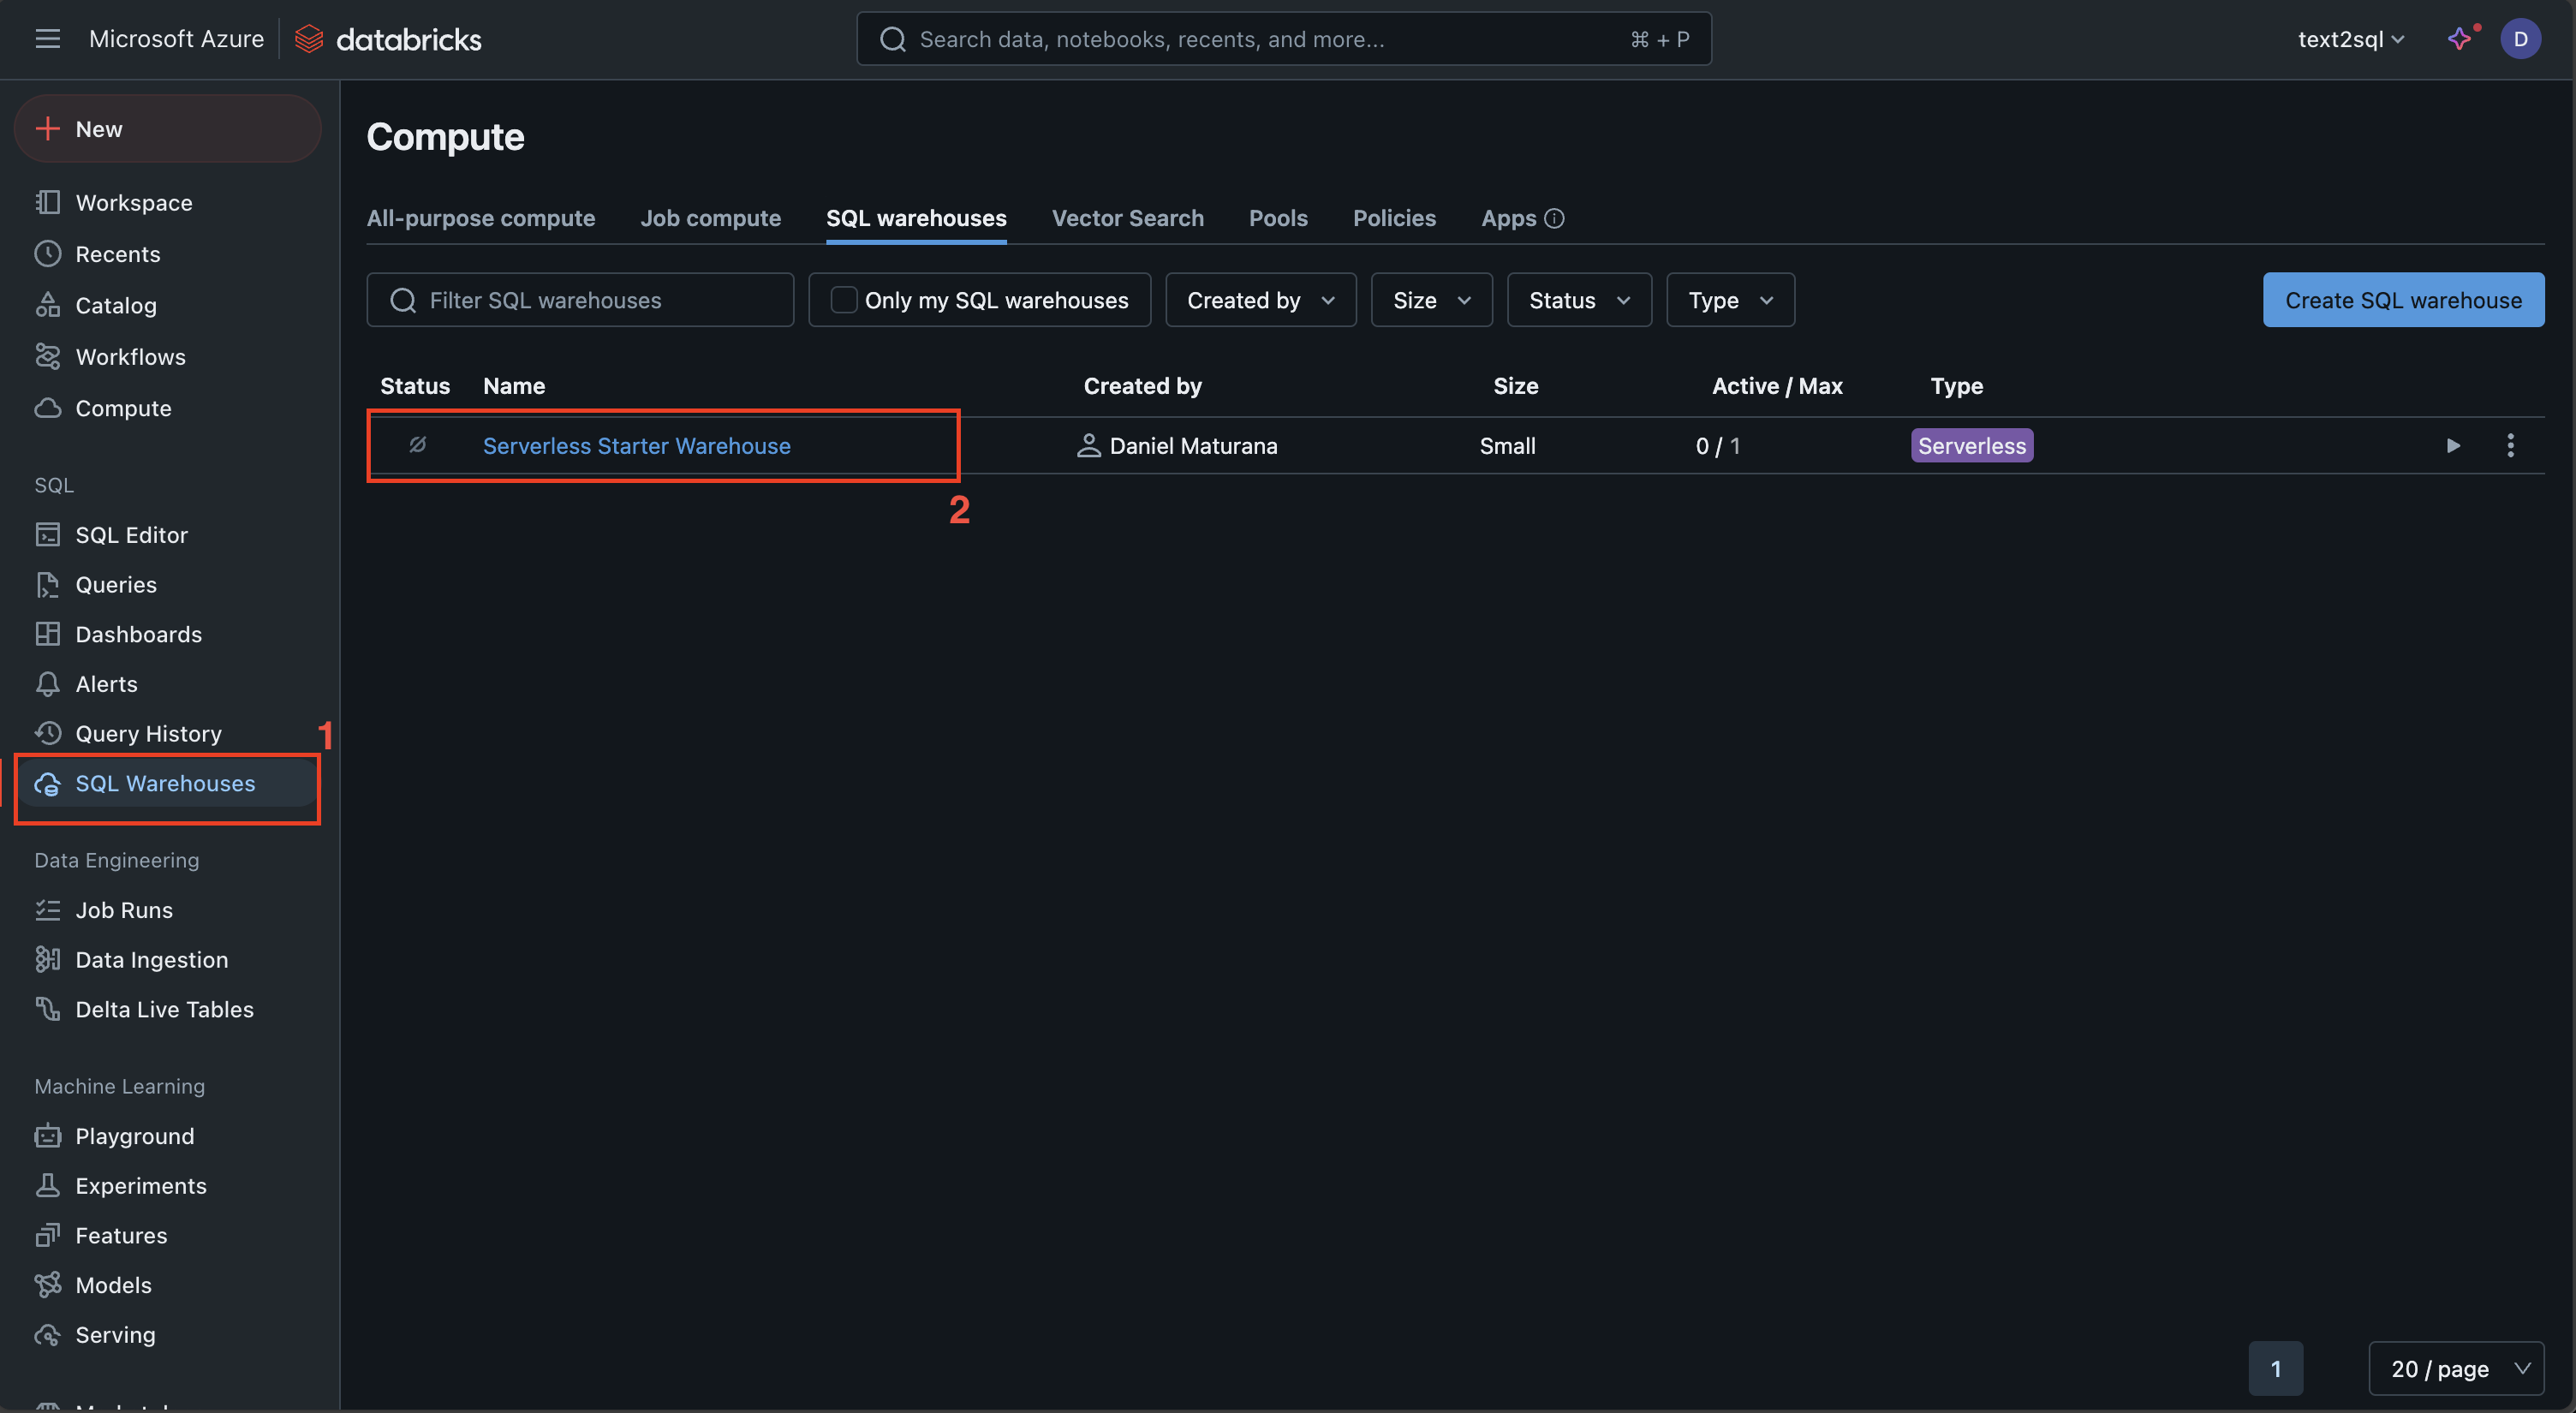 Microsoft Azure databricks Search data, notebooks, recents, and more... ⌘ + P text2sql D
New
Workspace
Recents
Catalog
Workflows
Compute
SQL
SQL Editor
Queries
Dashboards
Alerts
Query History 1
SQL Warehouses
Data Engineering
Job Runs
Data Ingestion
Delta Live Tables
Machine Learning
Playground
Experiments
Features
Models
Serving
Compute
All-purpose compute Job compute SQL warehouses Vector Search Pools Policies Apps
Filter SQL warehouses Only my SQL warehouses Created by Size Status Type Create SQL warehouse
Status Name Created by Size Active / Max Type
Serverless Starter Warehouse Daniel Maturana Small 0 / 1 Serverless
2
1 20 / page